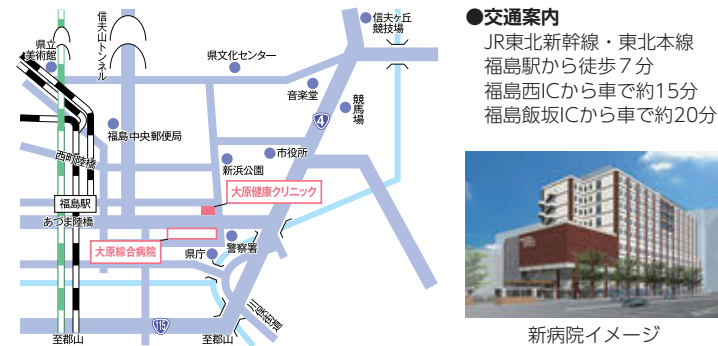 信夫ヶ丘
競技場
信夫山トンネル
県立
美術館
県文化センター
音楽堂
競馬場
4
福島中央郵便局
市役所
西町陸橋
新浜公園
大原健康クリニック
福島駅
あづま陸橋
大原綜合病院
警察署
県庁
川俣街道
115
至郡山
至郡山
●交通案内
JR東北新幹線・東北本線
福島駅から徒歩7分
福島西ICから車で約15分
福島飯坂ICから車で約20分
新病院イメージ